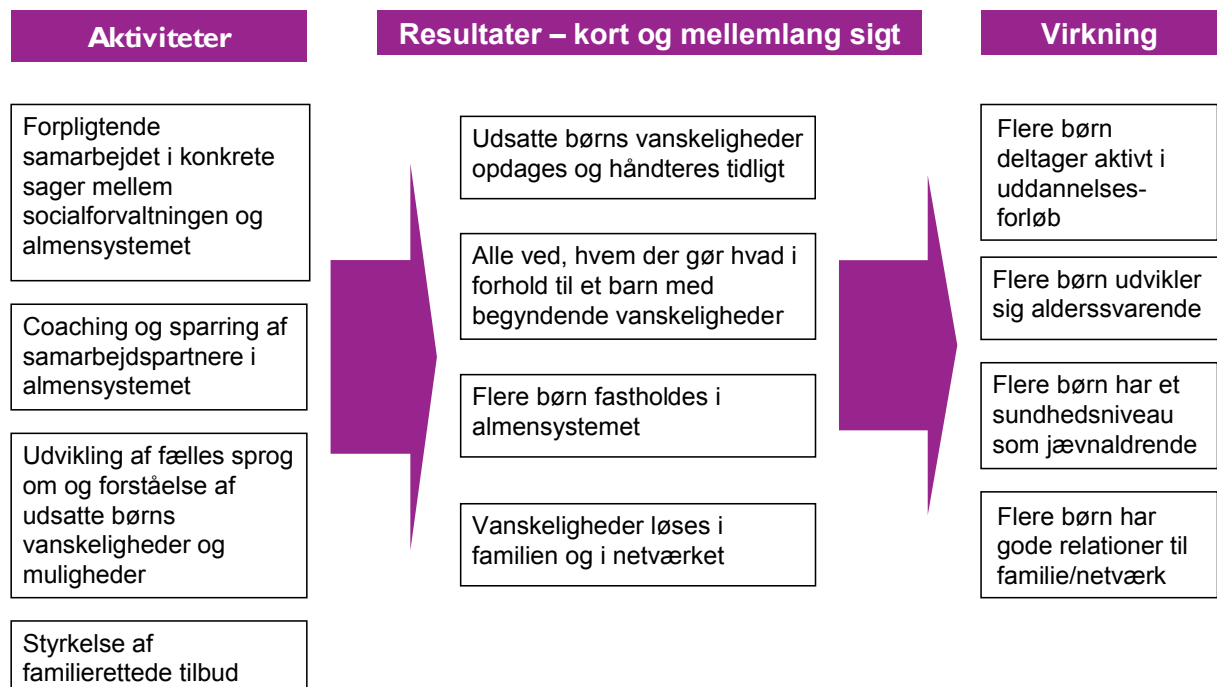 Aktiviteter
Resultater – kort og mellemlang sigt
Virkning
Forpligtende
samarbejdet i konkrete
sager mellem
socialforvaltningen og
almensystemet
Coaching og sparring af
samarbejdspartnere i
almensystemet
Udvikling af fælles sprog
om og forståelse af
udsatte børns
vanskeligheder og
muligheder
Styrkelse af
familierettede tilbud
Udsatte børns vanskeligheder
opdages og håndteres tidligt
Alle ved, hvem der gør hvad i
forhold til et barn med
begyndende vanskeligheder
Flere børn fastholdes i
almensystemet
Vanskeligheder løses i
familien og i netværket
Flere børn
deltager aktivt i
uddannelses-
forløb
Flere børn udvikler
sig alderssvarende
Flere børn har et
sundhedsniveau
som jævnaldrende
Flere børn har
gode relationer til
familie/netværk